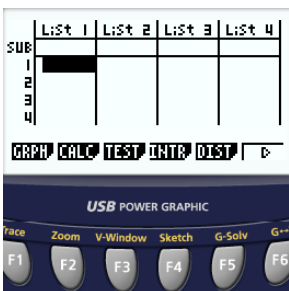 List 1 List 2 List 3 List 4
SUB
1
2
3
4
GRPH CALC TEST INTR DIST ▷
USB POWER GRAPHIC
Trace Zoom V-Window Sketch G-Solv G↔
F1 F2 F3 F4 F5 F6